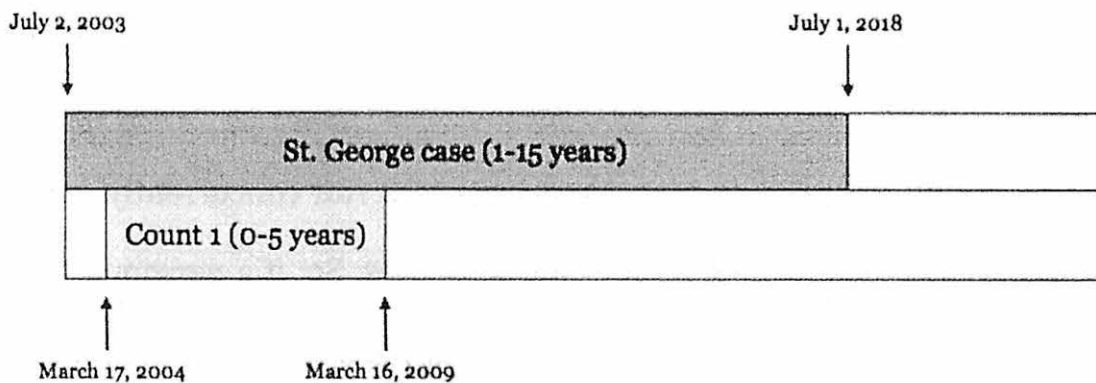 July 2, 2003
July 1, 2018
St. George case (1-15 years)
Count 1 (0-5 years)
March 17, 2004
March 16, 2009